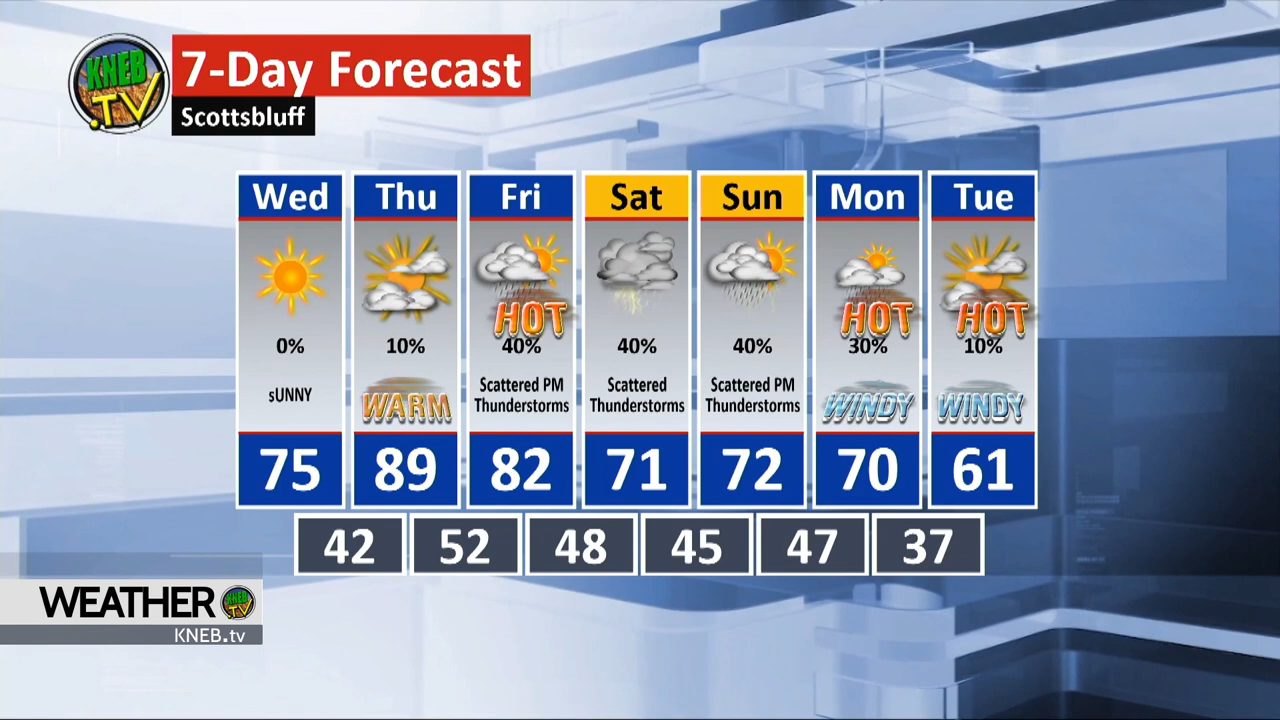 KNEB
.TV
7-Day Forecast
Scottsbluff
Wed Thu Fri Sat Sun Mon Tue
HOT HOT HOT
0% 10% 40% 40% 40% 30% 10%
sUNNY WARM Scattered PM Thunderstorms Scattered Thunderstorms Scattered PM Thunderstorms WINDY WINDY
75 89 82 71 72 70 61
42 52 48 45 47 37
WEATHER KNEB .TV
KNEB.tv